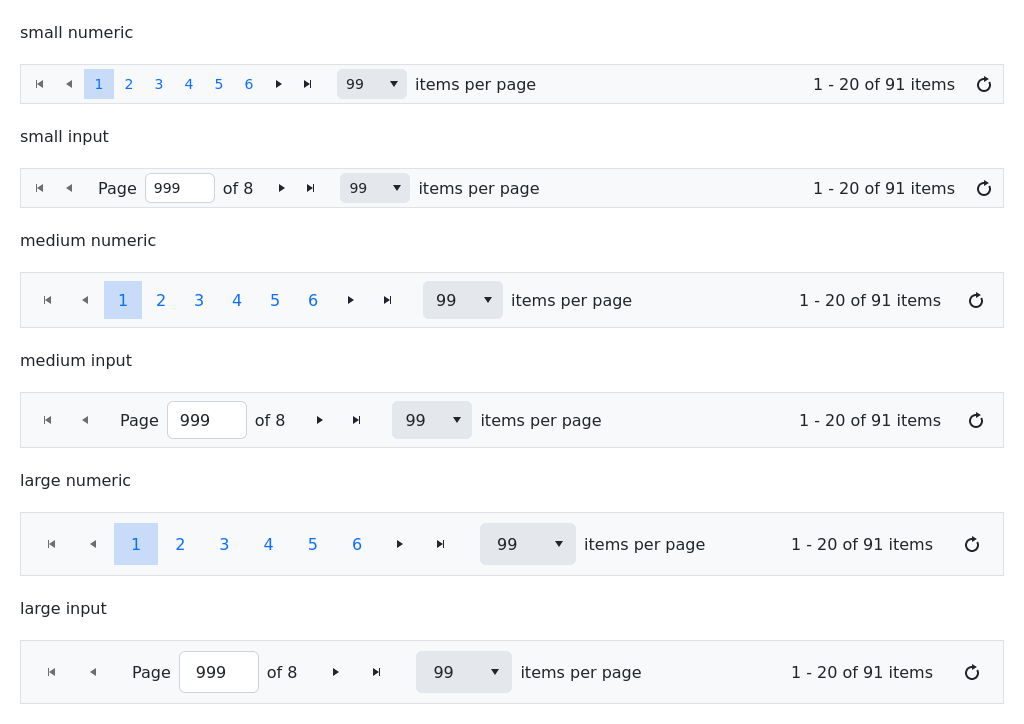 small numeric
1 2 3 4 5 6 99 items per page 1 - 20 of 91 items
small input
Page 999 of 8 99 items per page 1 - 20 of 91 items
medium numeric
1 2 3 4 5 6 99 items per page 1 - 20 of 91 items
medium input
Page 999 of 8 99 items per page 1 - 20 of 91 items
large numeric
1 2 3 4 5 6 99 items per page 1 - 20 of 91 items
large input
Page 999 of 8 99 items per page 1 - 20 of 91 items